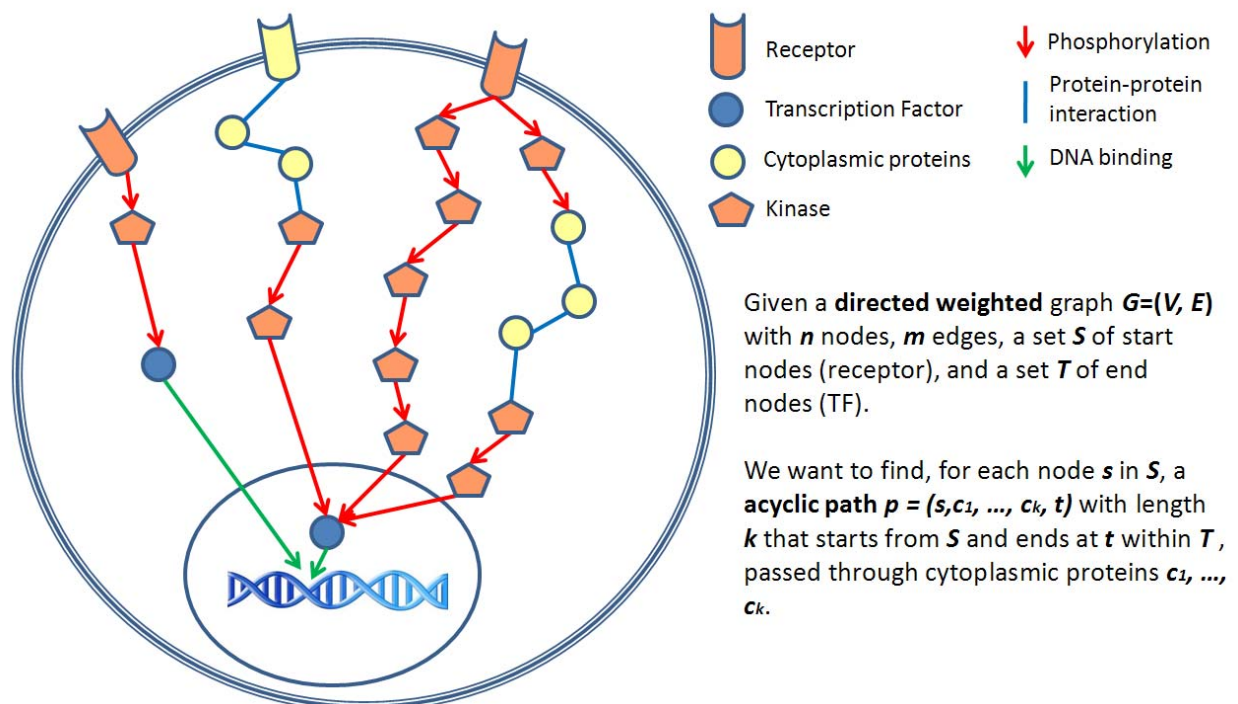 Receptor
Transcription Factor
Cytoplasmic proteins
Kinase
Phosphorylation
Protein-protein
interaction
DNA binding
Given a directed weighted graph G=(V, E)
with n nodes, m edges, a set S of start
nodes (receptor), and a set T of end
nodes (TF).
We want to find, for each node s in S, a
acyclic path p = (s,c₁, ..., cₖ, t) with length
k that starts from S and ends at t within T ,
passed through cytoplasmic proteins c₁, ...,
cₖ.